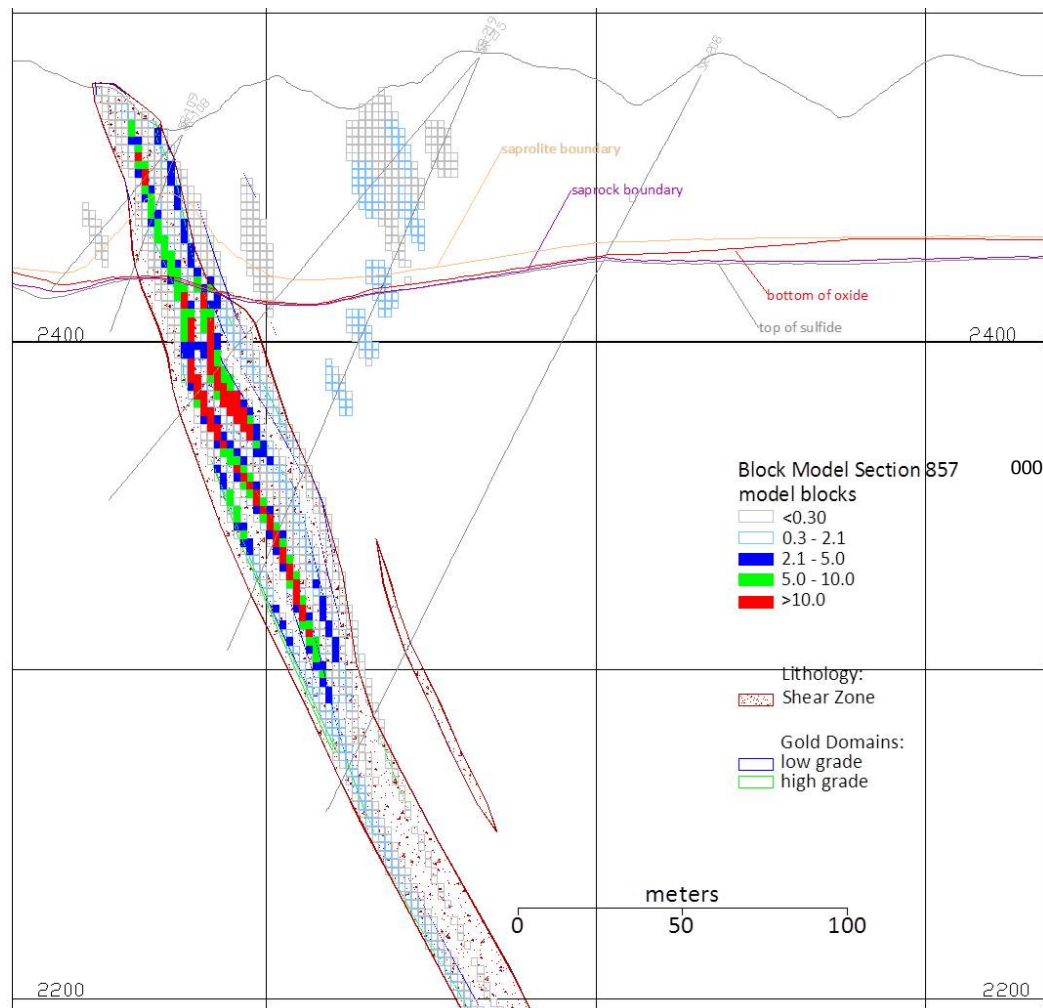 saprolite boundary
saprock boundary
bottom of oxide
top of sulfide
2400
2400
Block Model Section 857
000
model blocks
<0.30
0.3 - 2.1
2.1 - 5.0
5.0 - 10.0
>10.0
Lithology:
Shear Zone
Gold Domains:
low grade
high grade
meters
0
50
100
2200
2200